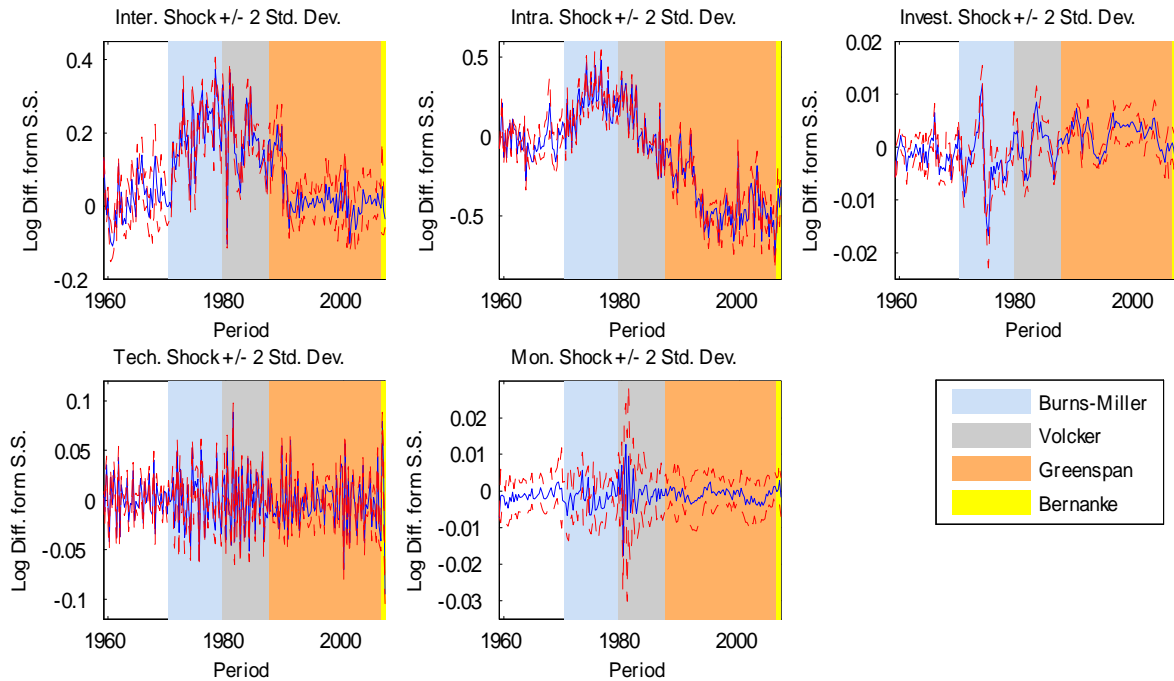 Inter. Shock +/- 2 Std. Dev.
Log Diff. form S.S.
0.4
0.2
0
-0.2
1960 1980 2000
Period
Intra. Shock +/- 2 Std. Dev.
Log Diff. form S.S.
0.5
0
-0.5
1960 1980 2000
Period
Invest. Shock +/- 2 Std. Dev.
Log Diff. form S.S.
0.02
0.01
0
-0.01
-0.02
1960 1980 2000
Period
Tech. Shock +/- 2 Std. Dev.
Log Diff. form S.S.
0.1
0.05
0
-0.05
-0.1
1960 1980 2000
Period
Mon. Shock +/- 2 Std. Dev.
Log Diff. form S.S.
0.02
0.01
0
-0.01
-0.02
-0.03
1960 1980 2000
Period
Burns-Miller
Volcker
Greenspan
Bernanke